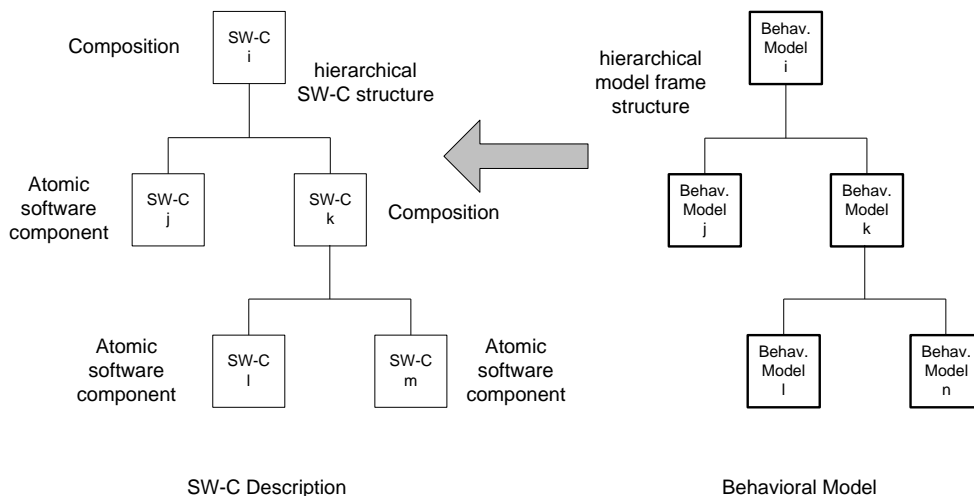 Composition
SW-C
i
hierarchical
SW-C structure
hierarchical
model frame
structure
Behav.
Model
i
Atomic
software
component
SW-C
j
SW-C
k
Composition
Behav.
Model
j
Behav.
Model
k
Atomic
software
component
SW-C
l
SW-C
m
Atomic
software
component
Behav.
Model
l
Behav.
Model
n
SW-C Description
Behavioral Model